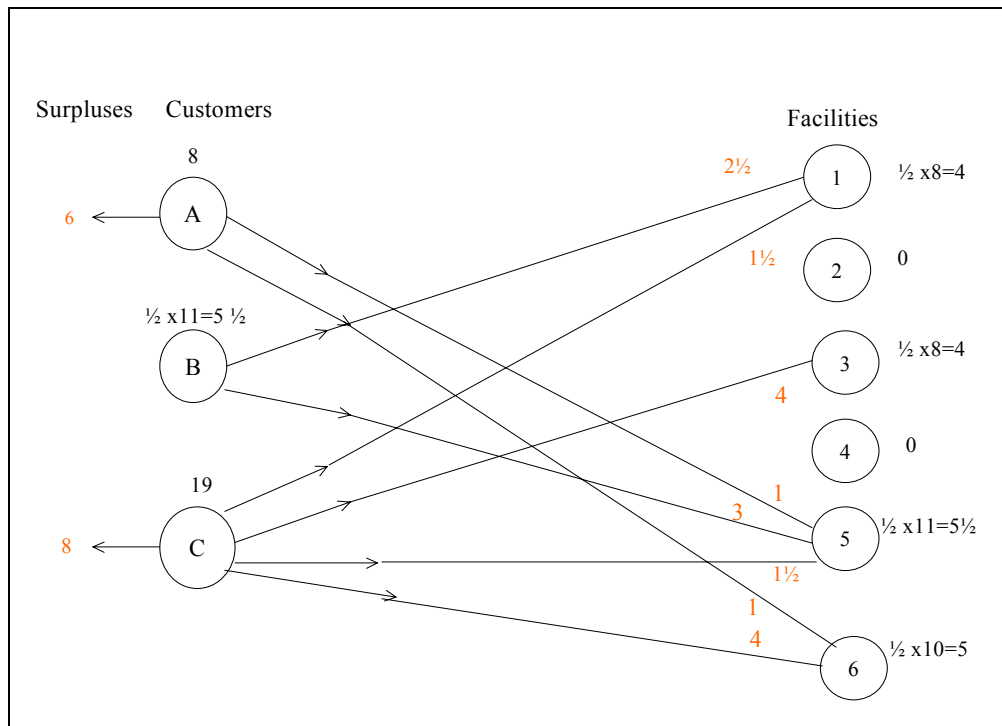 Surpluses Customers
Facilities
8
2½
1
½ x8=4
6
A
1½
2
0
½ x11=5 ½
B
3
½ x8=4
4
4
0
19
1
3
5
½ x11=5½
8
C
1½
1
4
6
½ x10=5